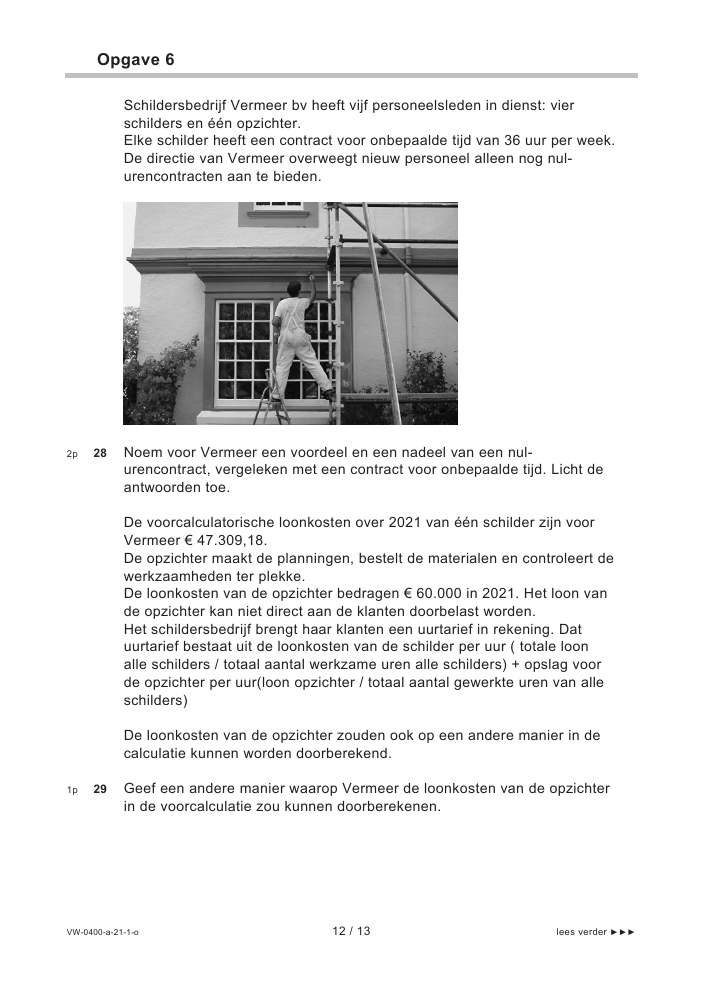 Opgave 6
Schildersbedrijf Vermeer bv heeft vijf personeelsleden in dienst: vier
schilders en één opzichter.
Elke schilder heeft een contract voor onbepaalde tijd van 36 uur per week.
De directie van Vermeer overweegt nieuw personeel alleen nog nul-
urencontracten aan te bieden.
2p 28 Noem voor Vermeer een voordeel en een nadeel van een nul-
urencontract, vergeleken met een contract voor onbepaalde tijd. Licht de
antwoorden toe.
De voorcalculatorische loonkosten over 2021 van één schilder zijn voor
Vermeer € 47.309,18.
De opzichter maakt de planningen, bestelt de materialen en controleert de
werkzaamheden ter plekke.
De loonkosten van de opzichter bedragen € 60.000 in 2021. Het loon van
de opzichter kan niet direct aan de klanten doorbelast worden.
Het schildersbedrijf brengt haar klanten een uurtarief in rekening. Dat
uurtarief bestaat uit de loonkosten van de schilder per uur ( totale loon
alle schilders / totaal aantal werkzame uren alle schilders) + opslag voor
de opzichter per uur(loon opzichter / totaal aantal gewerkte uren van alle
schilders)
De loonkosten van de opzichter zouden ook op een andere manier in de
calculatie kunnen worden doorberekend.
1p 29 Geef een andere manier waarop Vermeer de loonkosten van de opzichter
in de voorcalculatie zou kunnen doorberekenen.
VW-0400-a-21-1-o 12 / 13 lees verder ►►►